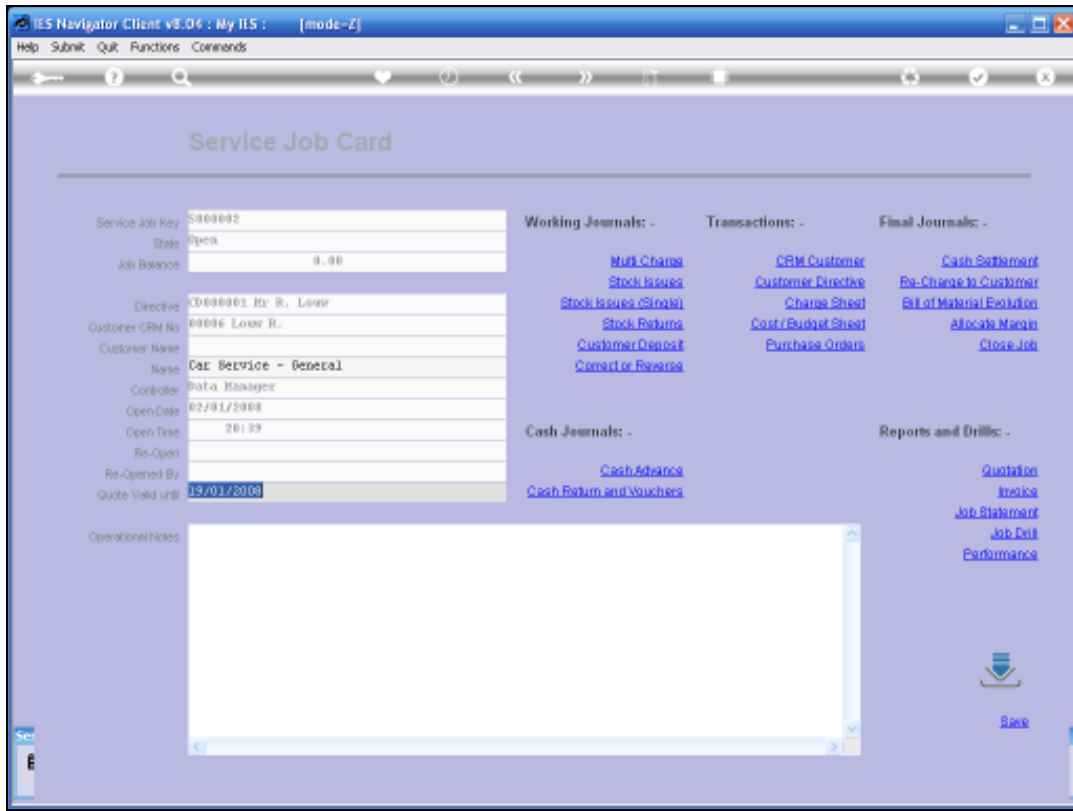 IES Navigator Client v8.04 : My IES : [mode-Z]
Help Submit Quit Functions Commands
Service Job Card
Service Job Key S000002
State Open
Job Balance 0.00
Directive CD000001 Mr R. Louw
Customer CRM No 00006 Louw R.
Customer Name
Name Car Service - General
Controller Data Manager
Open Date 02/01/2008
Open Time 20:39
Re-Open
Re-Opened By
Quote Valid until 19/01/2008
Operational Notes
Working Journals: -
Multi Charge
Stock Issues
Stock Issues (Single)
Stock Returns
Customer Deposit
Correct or Reverse
Transactions: -
CRM Customer
Customer Directive
Charge Sheet
Cost / Budget Sheet
Purchase Orders
Final Journals: -
Cash Settlement
Re-Charge to Customer
Bill of Material Evolution
Allocate Margin
Close Job
Cash Journals: -
Cash Advance
Cash Return and Vouchers
Reports and Drills: -
Quotation
Invoice
Job Statement
Job Drill
Performance
Save